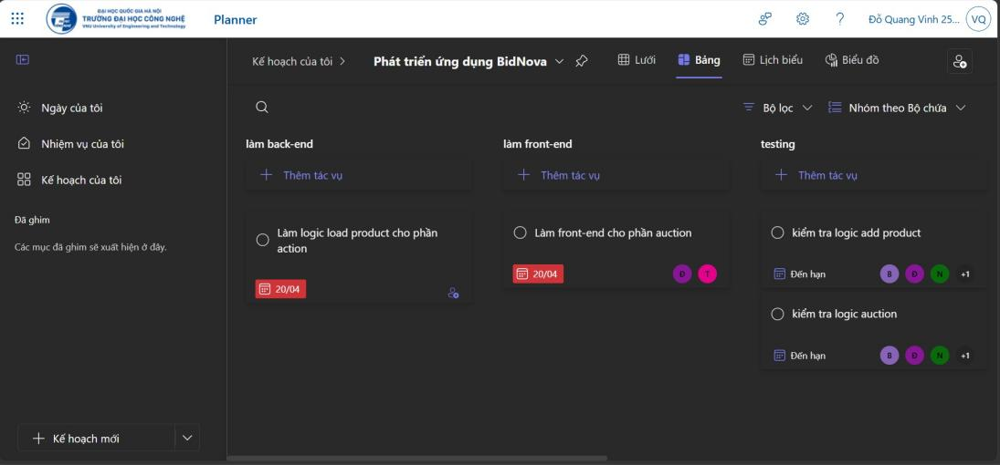 ĐẠI HỌC QUỐC GIA HÀ NỘI
TRƯỜNG ĐẠI HỌC CÔNG NGHỆ
VNU University of Engineering and Technology
Planner
Đỗ Quang Vinh 25...
VQ
Kế hoạch của tôi >
Phát triển ứng dụng BidNova
Lưới
Bảng
Lịch biểu
Biểu đồ
Ngày của tôi
Nhiệm vụ của tôi
Kế hoạch của tôi
Đã ghim
Các mục đã ghim sẽ xuất hiện ở đây.
Kế hoạch mới
Bộ lọc
Nhóm theo Bộ chứa
làm back-end
Thêm tác vụ
Làm logic load product cho phần
action
20/04
làm front-end
Thêm tác vụ
Làm front-end cho phần auction
20/04
Đ
T
testing
Thêm tác vụ
kiểm tra logic add product
Đến hạn
B
Đ
N
+1
kiểm tra logic auction
Đến hạn
B
Đ
N
+1